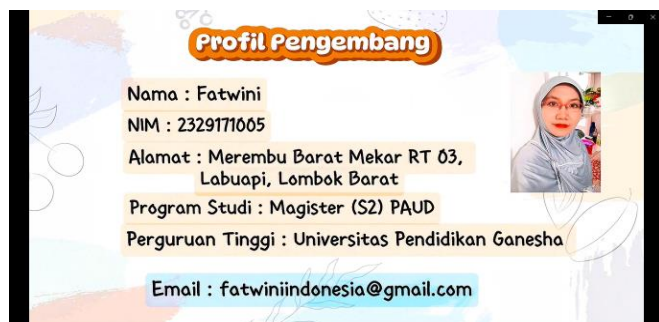 Profil Pengembang
Nama : Fatwini
NIM : 2329171005
Alamat : Merembu Barat Mekar RT 03,
Labuapi, Lombok Barat
Program Studi : Magister (S2) PAUD
Perguruan Tinggi : Universitas Pendidikan Ganesha
Email : fatwiniindonesia@gmail.com